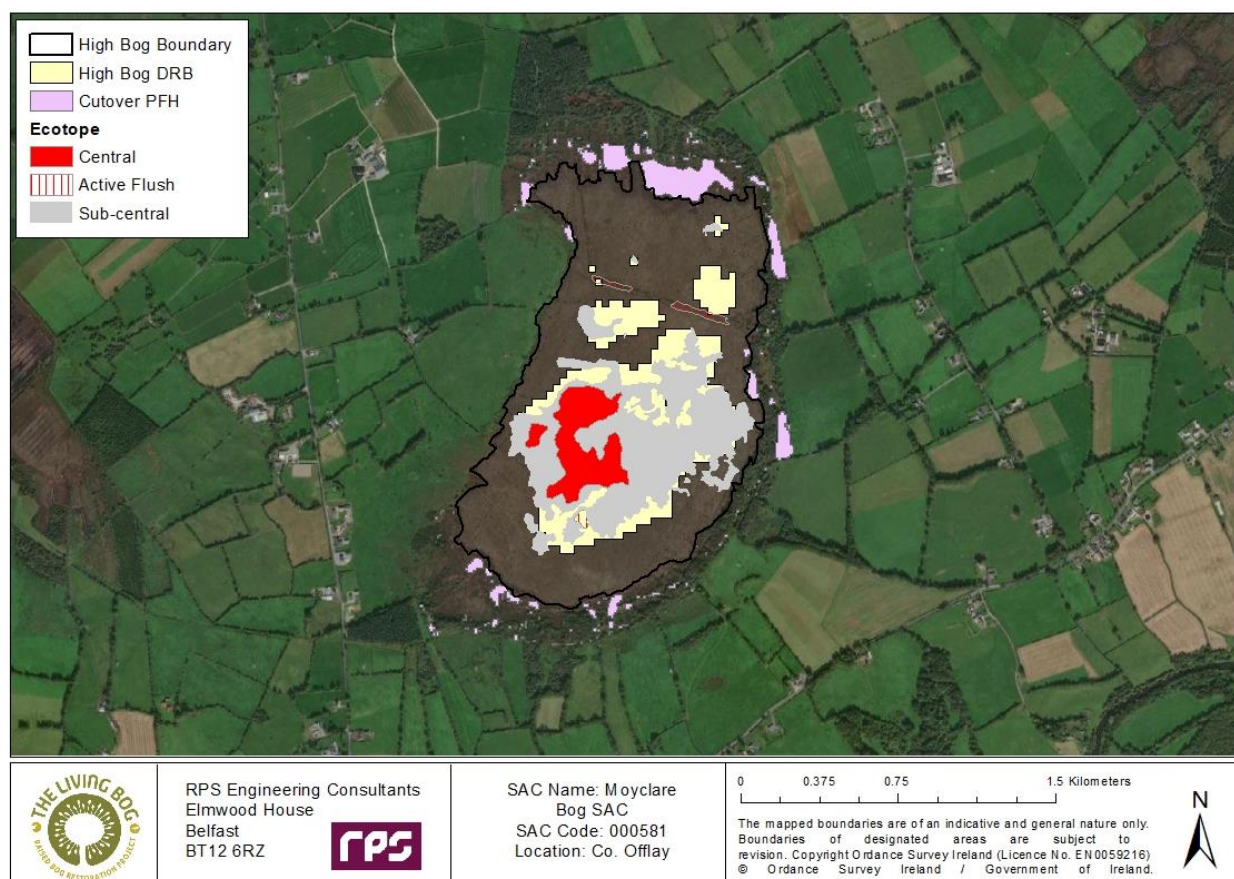 High Bog Boundary
High Bog DRB
Cutover PFH
Ecotope
Central
Active Flush
Sub-central
THE LIVING BOG
RAISED BOG RESTORATION PROJECT
RPS Engineering Consultants
Elmwood House
Belfast
BT12 6RZ
rps
SAC Name: Moyclare
Bog SAC
SAC Code: 000581
Location: Co. Offlay
0 0.375 0.75 1.5 Kilometers
The mapped boundaries are of an indicative and general nature only.
Boundaries of designated areas are subject to
revision. Copyright Ordance Survey Ireland (Licence No. EN0059216)
© Ordance Survey Ireland / Government of Ireland.
N